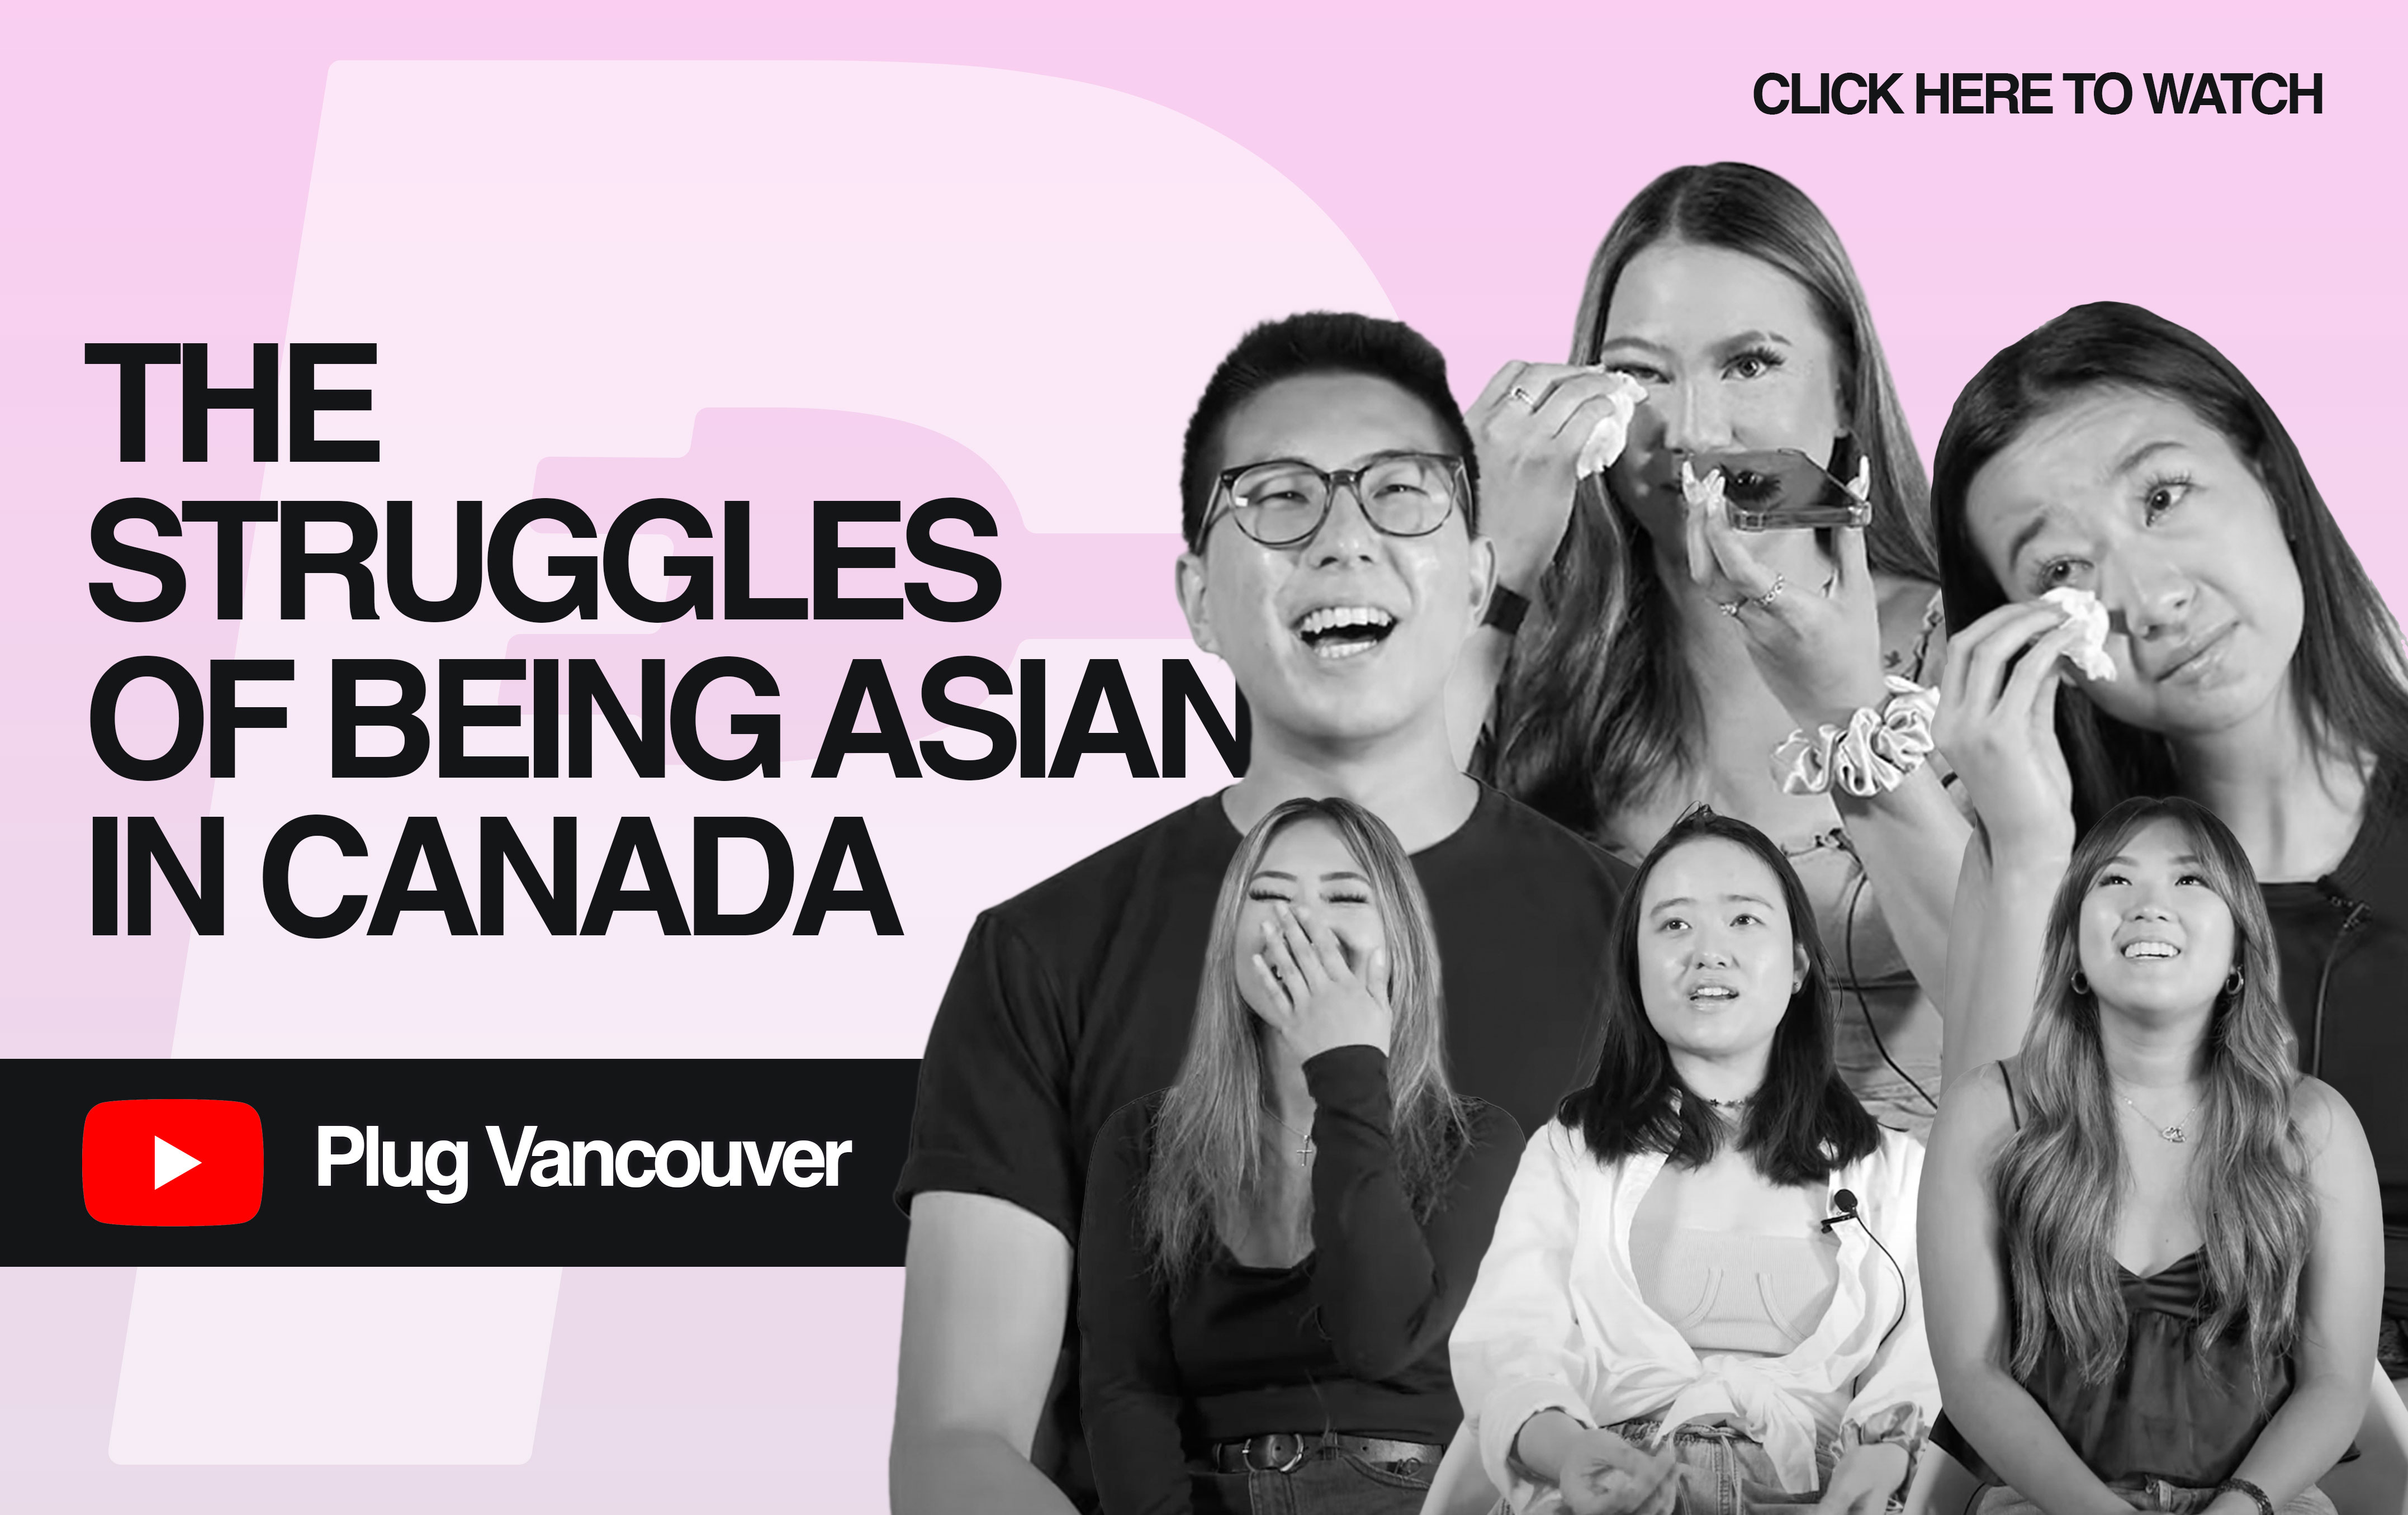 CLICK HERE TO WATCH
THE
STRUGGLES
OF BEING ASIAN
IN CANADA
Plug Vancouver